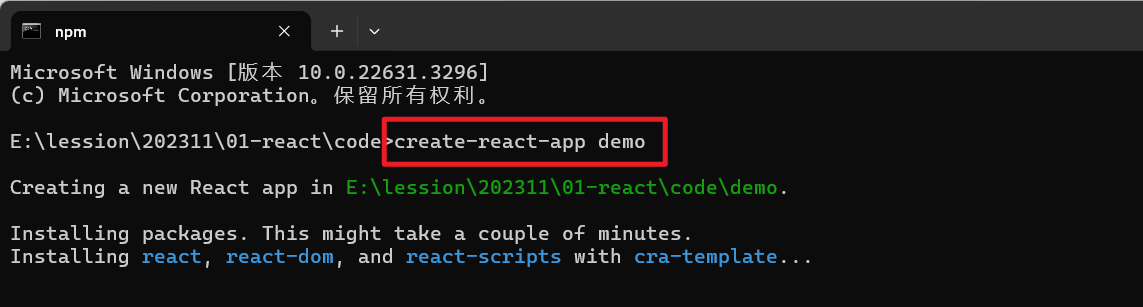 npm
Microsoft Windows [版本 10.0.22631.3296]
(c) Microsoft Corporation。保留所有权利。
E:\lession\202311\01-react\code>create-react-app demo
Creating a new React app in E:\lession\202311\01-react\code\demo.
Installing packages. This might take a couple of minutes.
Installing react, react-dom, and react-scripts with cra-template...